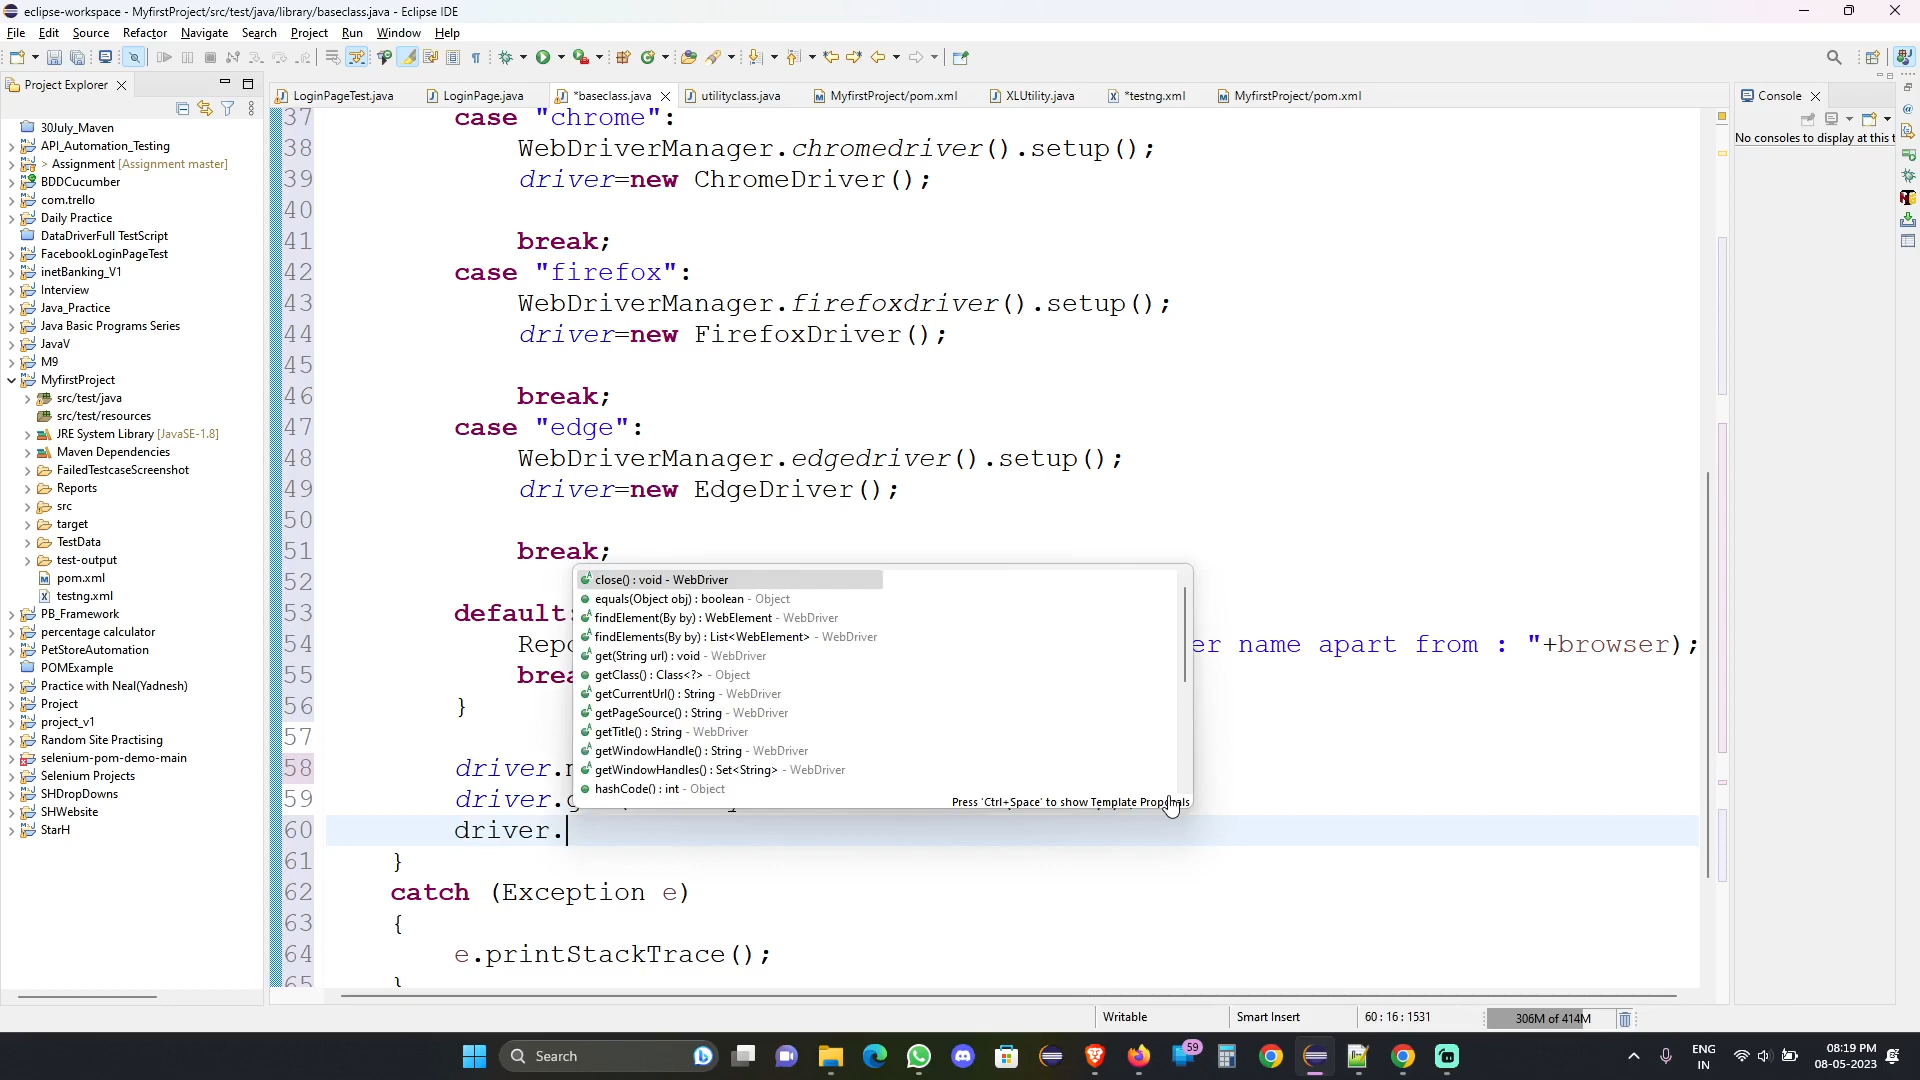 eclipse-workspace - MyfirstProject/src/test/java/library/baseclass.java - Eclipse IDE
File Edit Source Refactor Navigate Search Project Run Window Help
Project Explorer
LoginPageTest.java LoginPage.java *baseclass.java utilityclass.java MyfirstProject/pom.xml XLUtility.java *testng.xml MyfirstProject/pom.xml
Console
No consoles to display at this t
30July_Maven
API_Automation_Testing
> Assignment [Assignment master]
BDDCucumber
com.trello
Daily Practice
DataDriverFull TestScript
FacebookLoginPageTest
inetBanking_V1
Interview
Java_Practice
Java Basic Programs Series
JavaV
M9
MyfirstProject
src/test/java
src/test/resources
JRE System Library [JavaSE-1.8]
Maven Dependencies
FailedTestcaseScreenshot
Reports
src
target
TestData
test-output
pom.xml
testng.xml
PB_Framework
percentage calculator
PetStoreAutomation
POMExample
Practice with Neal(Yadnesh)
Project
project_v1
Random Site Practising
selenium-pom-demo-main
Selenium Projects
SHDropDowns
SHWebsite
StarH
37 case "chrome":
38 WebDriverManager.chromedriver().setup();
39 driver=new ChromeDriver();
40
41 break;
42 case "firefox":
43 WebDriverManager.firefoxdriver().setup();
44 driver=new FirefoxDriver();
45
46 break;
47 case "edge":
48 WebDriverManager.edgedriver().setup();
49 driver=new EdgeDriver();
50
51 break;
52
53 default:
54 Repo er name apart from : "+browser);
55 brea
56 }
57
58 driver.
59 driver.
60 driver.
61 }
62 catch (Exception e)
63 {
64 e.printStackTrace();
65 }
close() : void - WebDriver
equals(Object obj) : boolean - Object
findElement(By by) : WebElement - WebDriver
findElements(By by) : List<WebElement> - WebDriver
get(String url) : void - WebDriver
getClass() : Class<?> - Object
getCurrentUrl() : String - WebDriver
getPageSource() : String - WebDriver
getTitle() : String - WebDriver
getWindowHandle() : String - WebDriver
getWindowHandles() : Set<String> - WebDriver
hashCode() : int - Object
Press 'Ctrl+Space' to show Template Proposals
Writable Smart Insert 60 : 16 : 1531 306M of 414M
Search
59
ENG
IN
08:19 PM
08-05-2023